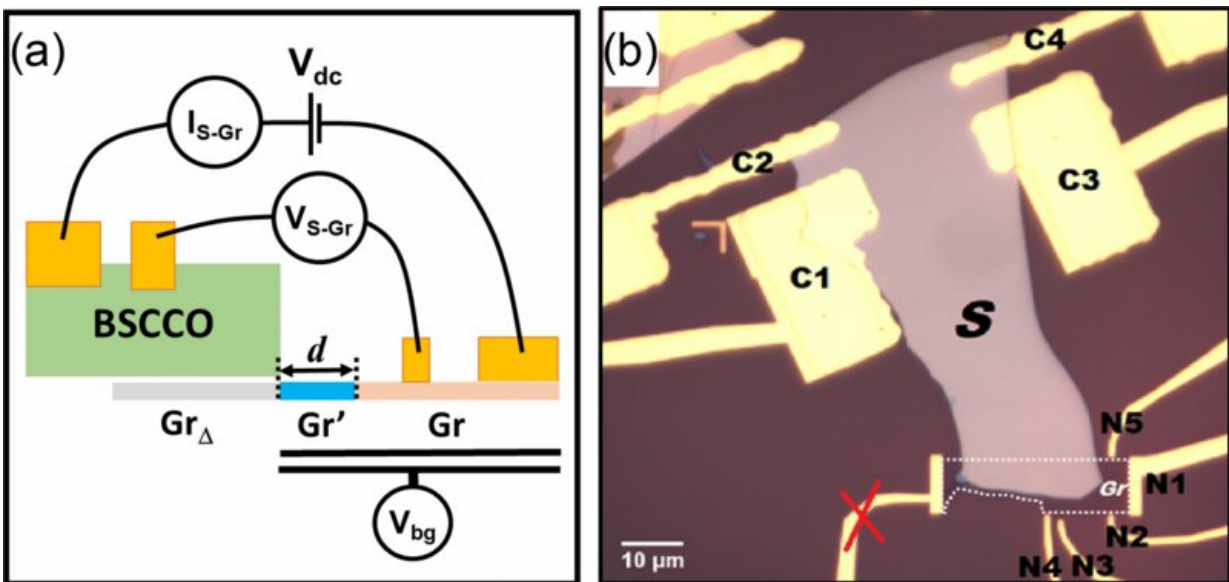 (a)
V_dc
I_S-Gr
V_S-Gr
BSCCO
d
Gr_Δ
Gr’
Gr
V_bg
(b)
C4
C2
C3
C1
S
N5
Gr
N1
N2
N4
N3
10 μm